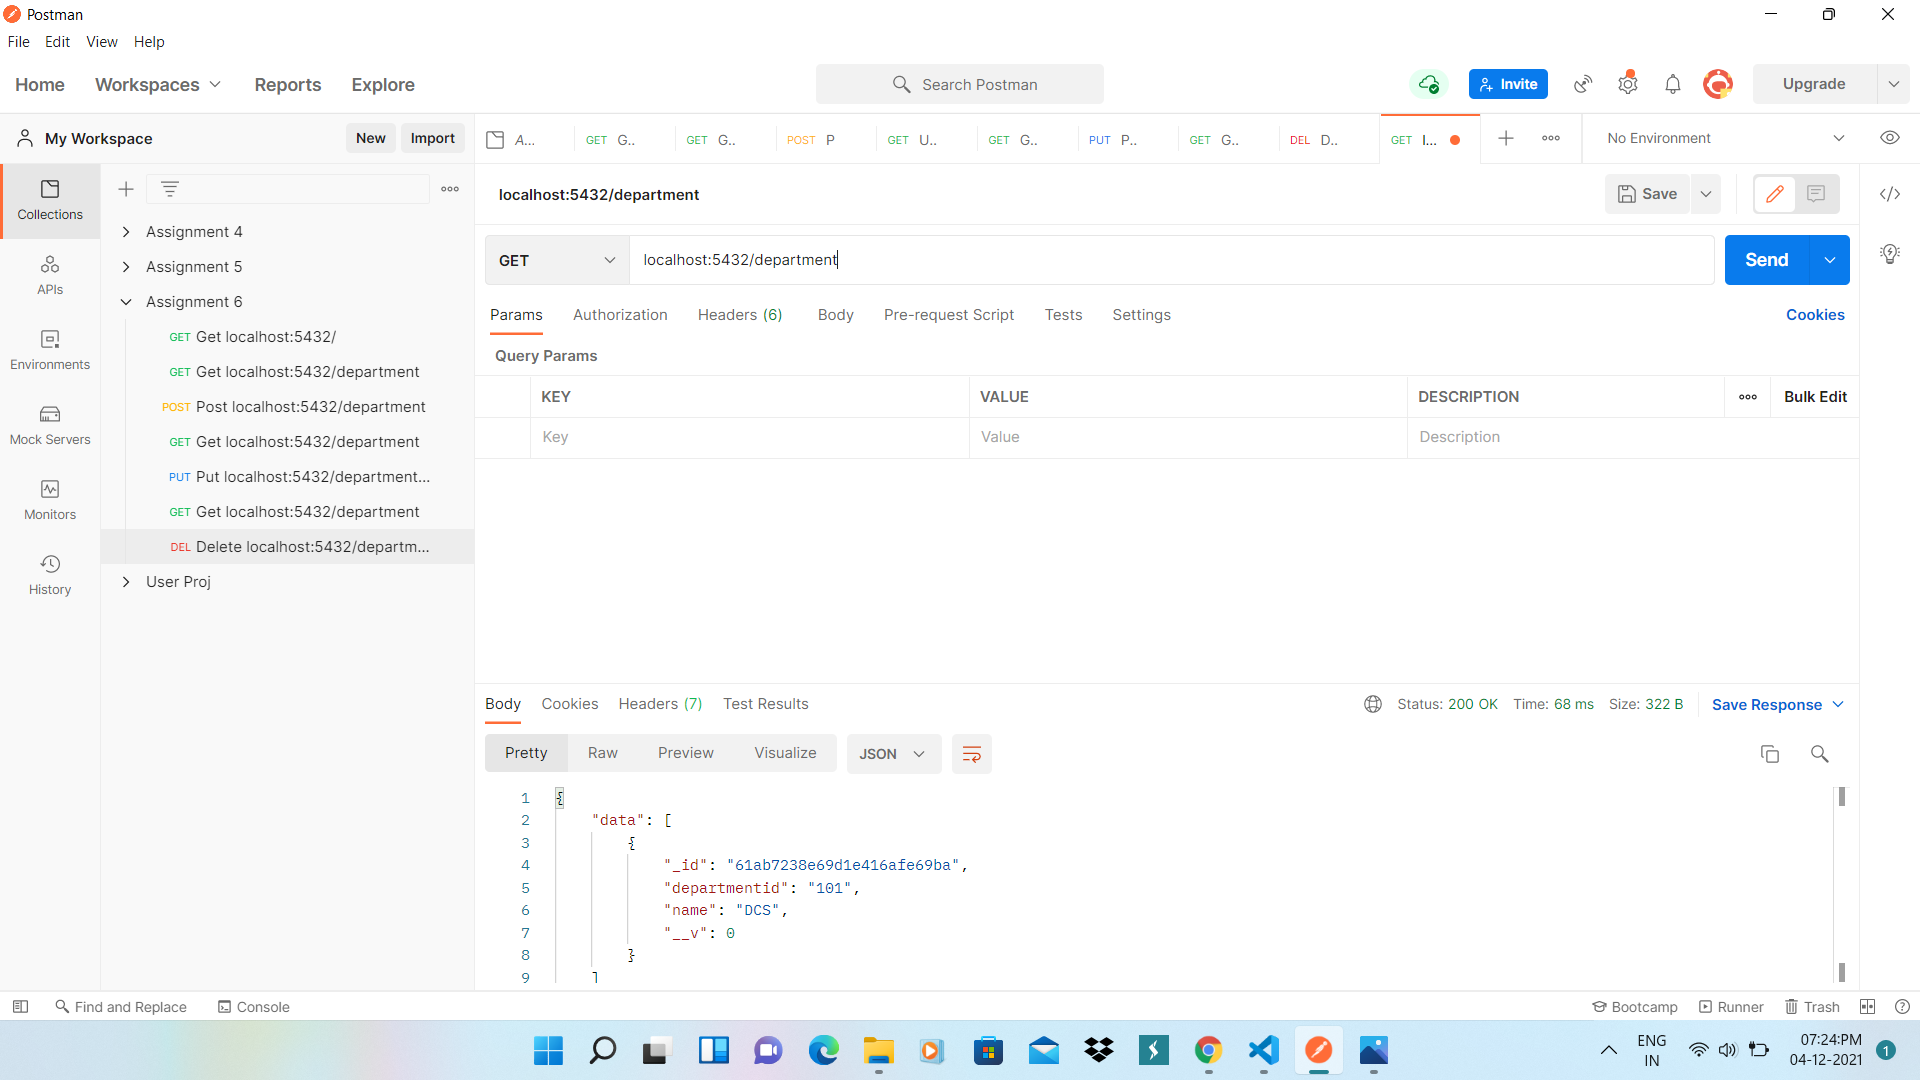 Postman
File Edit View Help
Home Workspaces Reports Explore
Search Postman
Invite
Upgrade
My Workspace
New Import
A...
GET G..
GET G..
POST P
GET U..
GET G..
PUT P..
GET G..
DEL D..
GET l...
No Environment
Collections
APIs
Environments
Mock Servers
Monitors
History
Assignment 4
Assignment 5
Assignment 6
GET Get localhost:5432/
GET Get localhost:5432/department
POST Post localhost:5432/department
GET Get localhost:5432/department
PUT Put localhost:5432/department...
GET Get localhost:5432/department
DEL Delete localhost:5432/departm...
User Proj
localhost:5432/department
Save
GET localhost:5432/department
Send
Params Authorization Headers (6) Body Pre-request Script Tests Settings
Cookies
Query Params
KEY VALUE DESCRIPTION Bulk Edit
Key Value Description
Body Cookies Headers (7) Test Results
Status: 200 OK Time: 68 ms Size: 322 B Save Response
Pretty Raw Preview Visualize JSON
1 {
2 "data": [
3 {
4 "_id": "61ab7238e69d1e416afe69ba",
5 "departmentid": "101",
6 "name": "DCS",
7 "__v": 0
8 }
9 ]
Find and Replace Console
Bootcamp Runner Trash
ENG
IN
07:24:PM
04-12-2021
1